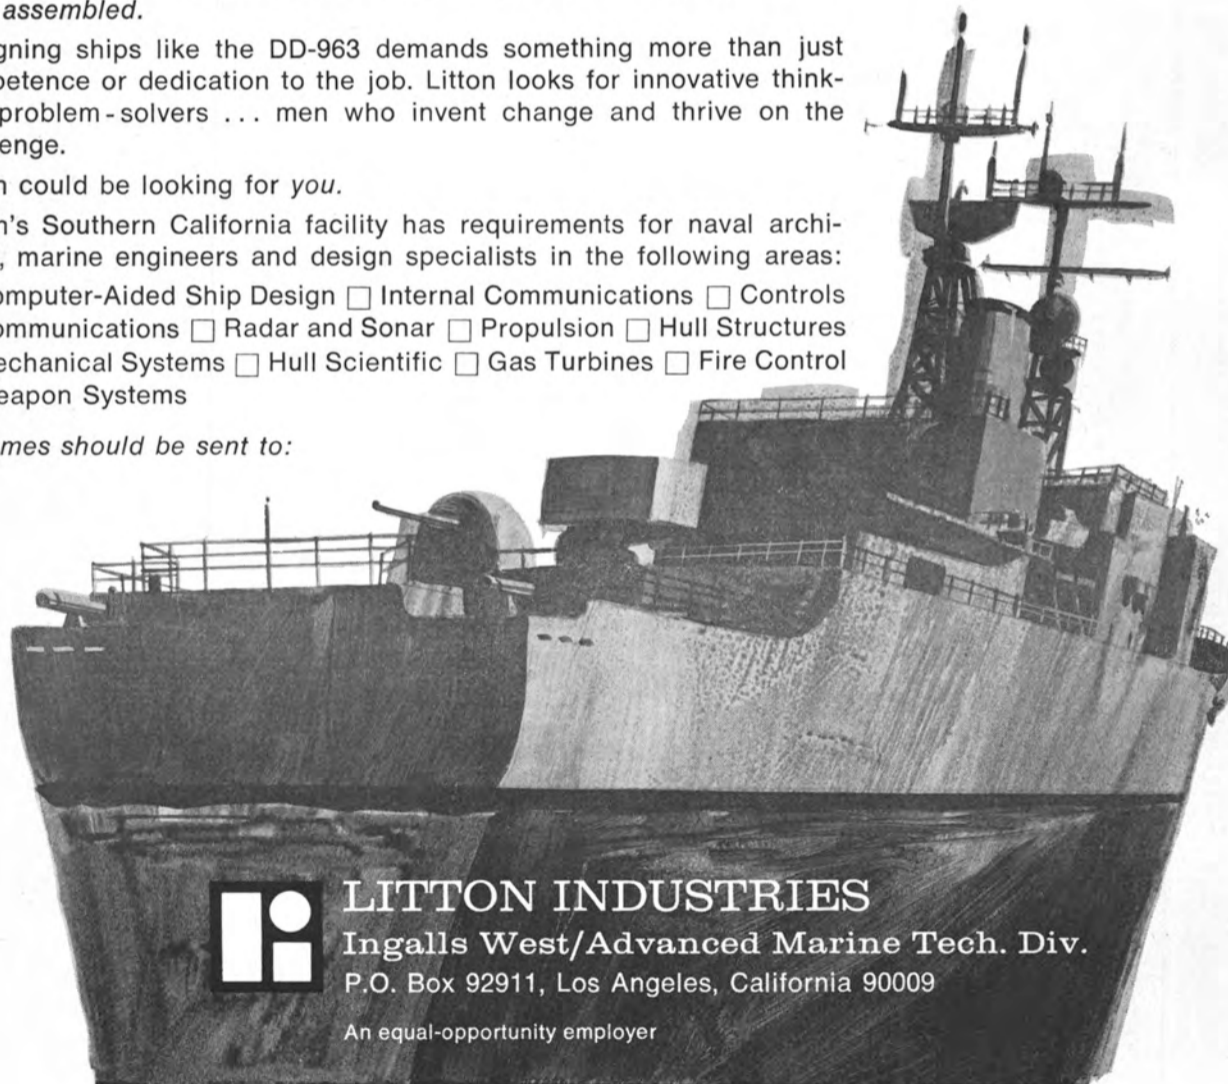 assembled.
gning ships like the DD-963 demands something more than just
petence or dedication to the job. Litton looks for innovative think-
problem-solvers ... men who invent change and thrive on the
enge.
n could be looking for you.
n's Southern California facility has requirements for naval archi-
, marine engineers and design specialists in the following areas:
omputer-Aided Ship Design □ Internal Communications □ Controls
ommunications □ Radar and Sonar □ Propulsion □ Hull Structures
echanical Systems □ Hull Scientific □ Gas Turbines □ Fire Control
eapon Systems
mes should be sent to:
LITTON INDUSTRIES
Ingalls West/Advanced Marine Tech. Div.
P.O. Box 92911, Los Angeles, California 90009
An equal-opportunity employer